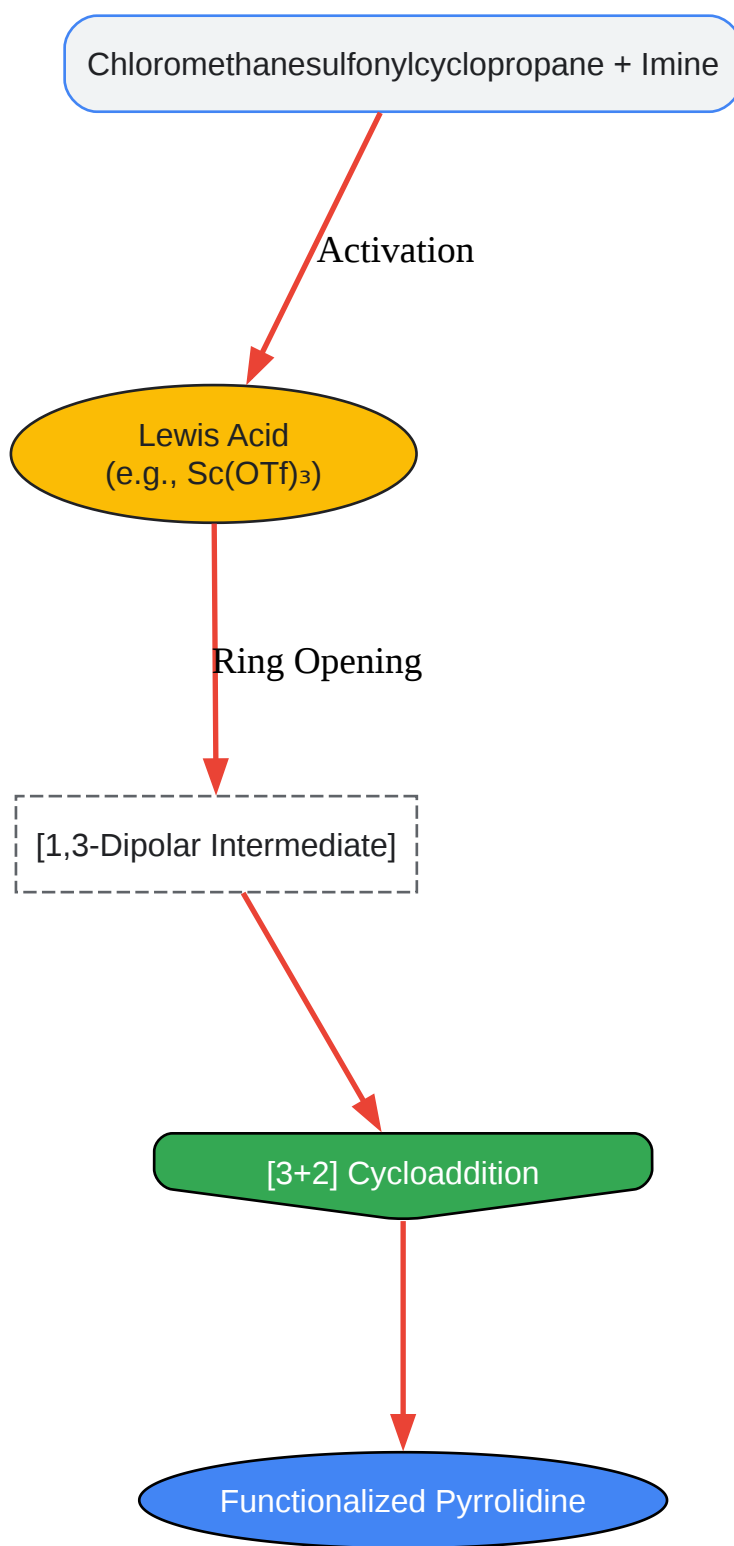 Chloromethanesulfonylcyclopropane + Imine
Activation
Lewis Acid
(e.g., Sc(OTf)₃)
Ring Opening
[1,3-Dipolar Intermediate]
[3+2] Cycloaddition
Functionalized Pyrrolidine